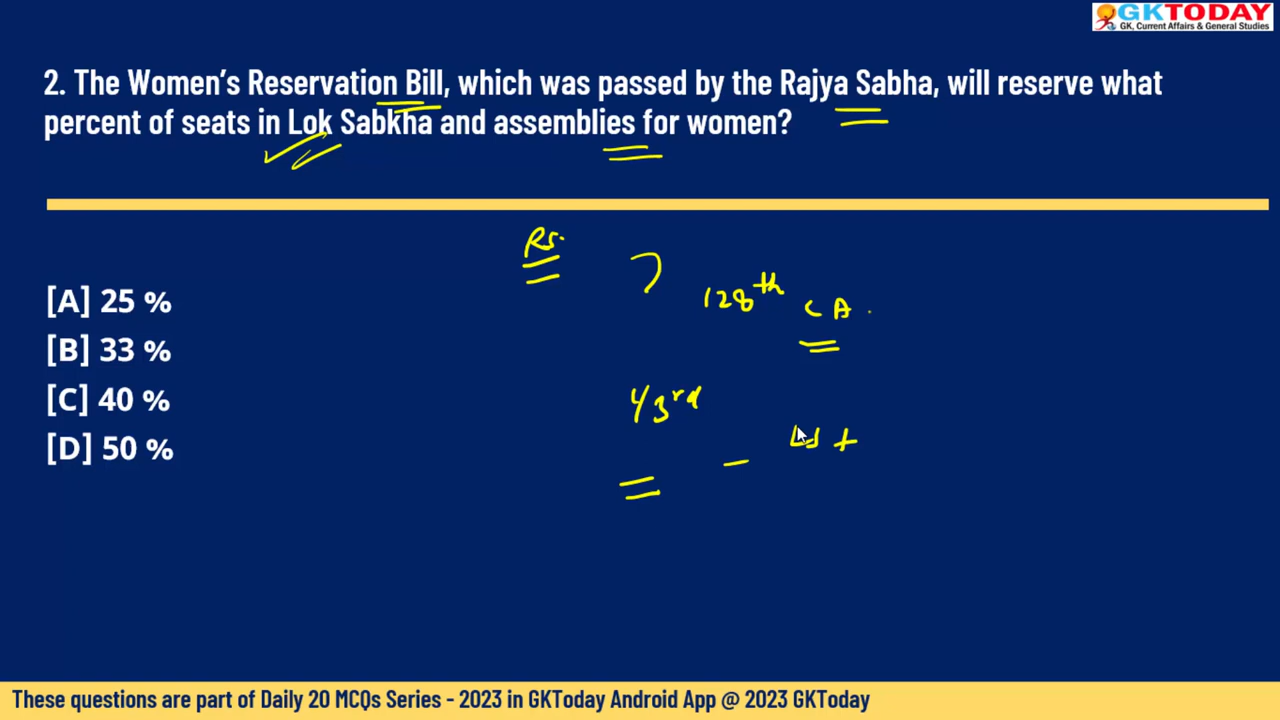 GKTODAY
GK, Current Affairs & General Studies
2. The Women's Reservation Bill, which was passed by the Rajya Sabha, will reserve what
percent of seats in Lok Sabkha and assemblies for women?
Rs.
128th CA.
[A] 25 %
[B] 33 %
[C] 40 %
[D] 50 %
These questions are part of Daily 20 MCQs Series - 2023 in GKToday Android App @ 2023 GKToday